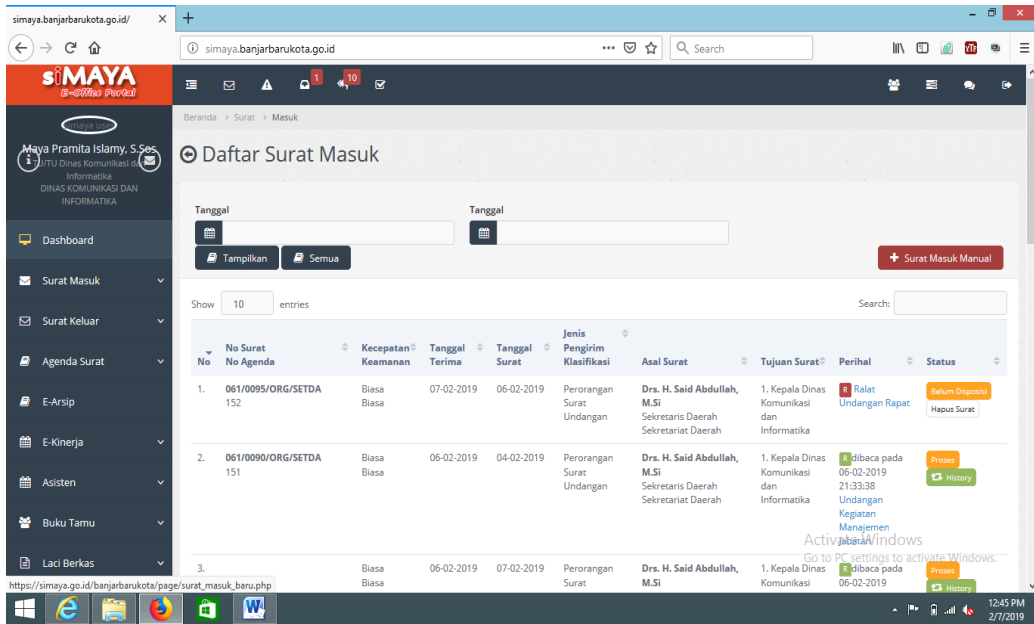 simaya.banjarbarukota.go.id/
simaya.banjarbarukota.go.id
Search
siMAYA
E-Office Portal
1
10
Beranda > Surat > Masuk
simaya user
Maya Pramita Islamy, S.Sos
TU/TU Dinas Komunikasi dan
Informatika
DINAS KOMUNIKASI DAN
INFORMATIKA
Daftar Surat Masuk
Tanggal Tanggal
Tampilkan Semua
+ Surat Masuk Manual
Dashboard
Surat Masuk
Surat Keluar
Agenda Surat
E-Arsip
E-Kinerja
Asisten
Buku Tamu
Laci Berkas
Show 10 entries
Search:
No
No Surat
No Agenda
Kecepatan
Keamanan
Tanggal
Terima
Tanggal
Surat
Jenis
Pengirim
Klasifikasi
Asal Surat
Tujuan Surat
Perihal
Status
1.
061/0095/ORG/SETDA
152
Biasa
Biasa
07-02-2019
06-02-2019
Perorangan
Surat
Undangan
Drs. H. Said Abdullah,
M.Si
Sekretaris Daerah
Sekretariat Daerah
1. Kepala Dinas
Komunikasi
dan
Informatika
R Ralat
Undangan Rapat
Belum Disposisi
Hapus Surat
2.
061/0090/ORG/SETDA
151
Biasa
Biasa
06-02-2019
04-02-2019
Perorangan
Surat
Undangan
Drs. H. Said Abdullah,
M.Si
Sekretaris Daerah
Sekretariat Daerah
1. Kepala Dinas
Komunikasi
dan
Informatika
R dibaca pada
06-02-2019
21:33:38
Undangan
Kegiatan
Manajemen
Jabatan
Proses
History
3.
Biasa
Biasa
06-02-2019
07-02-2019
Perorangan
Surat
Drs. H. Said Abdullah,
M.Si
1. Kepala Dinas
Komunikasi
R dibaca pada
06-02-2019
Proses
History
Activate Windows
Go to PC settings to activate Windows.
https://simaya.go.id/banjarbarukota/page/surat_masuk_baru.php
12:45 PM
2/7/2019